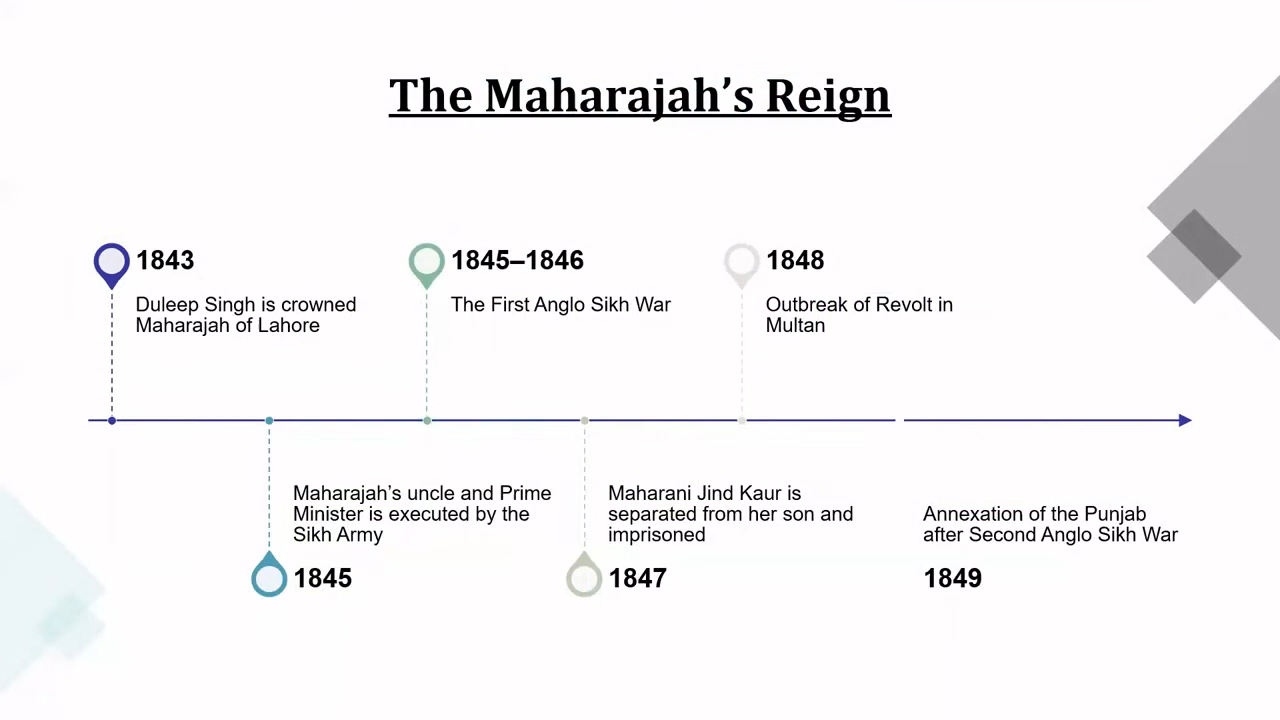 The Maharajah’s Reign
1843
Duleep Singh is crowned
Maharajah of Lahore
1845–1846
The First Anglo Sikh War
1848
Outbreak of Revolt in
Multan
Maharajah’s uncle and Prime
Minister is executed by the
Sikh Army
1845
Maharani Jind Kaur is
separated from her son and
imprisoned
1847
Annexation of the Punjab
after Second Anglo Sikh War
1849